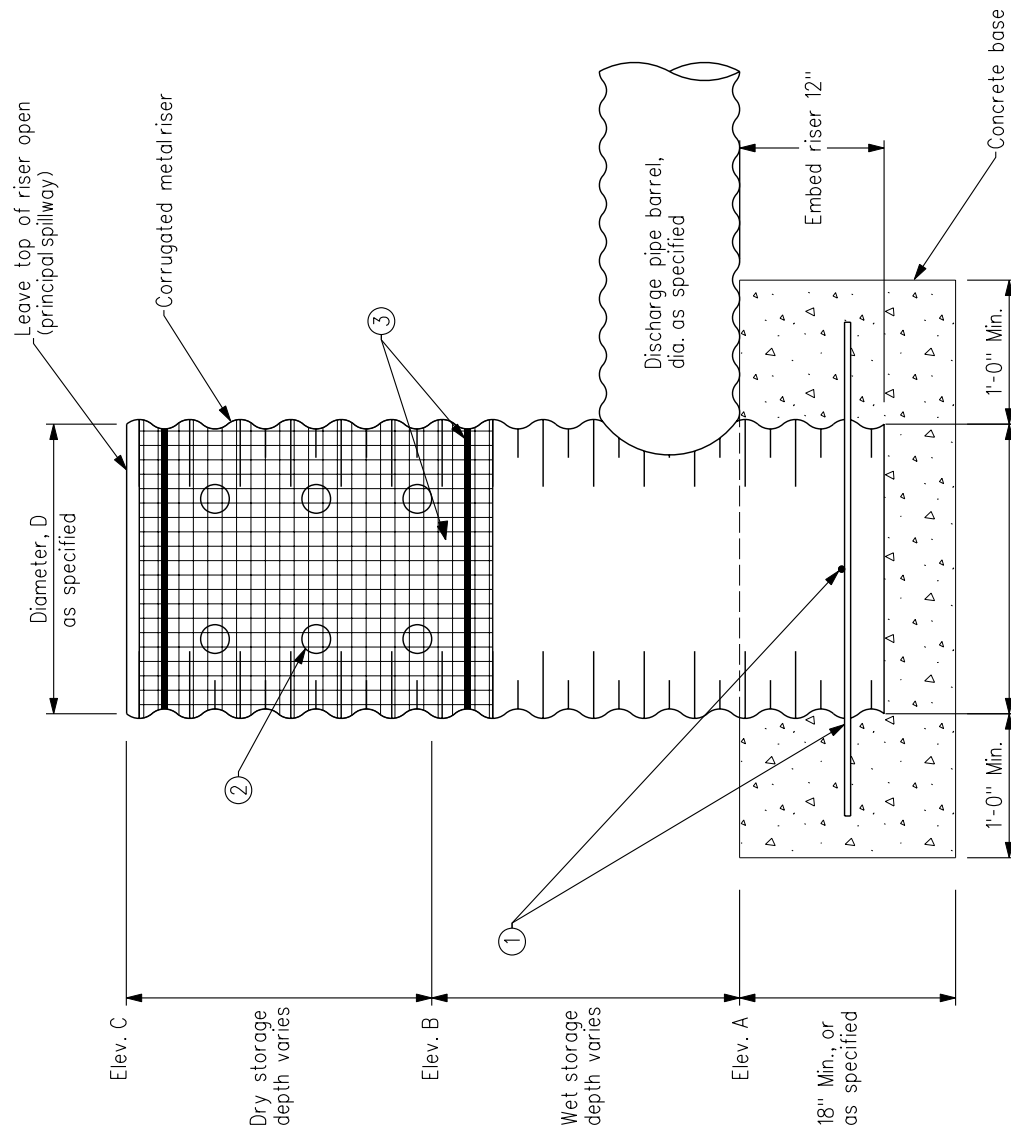 Leave top of riser open
(principal spillway)
Corrugated metal riser
Diameter, D
as specified
3
2
1
Discharge pipe barrel,
dia. as specified
Embed riser 12"
Concrete base
Elev. C
Dry storage
depth varies
Elev. B
Wet storage
depth varies
Elev. A
18" Min., or
as specified
1'-0" Min.
1'-0" Min.